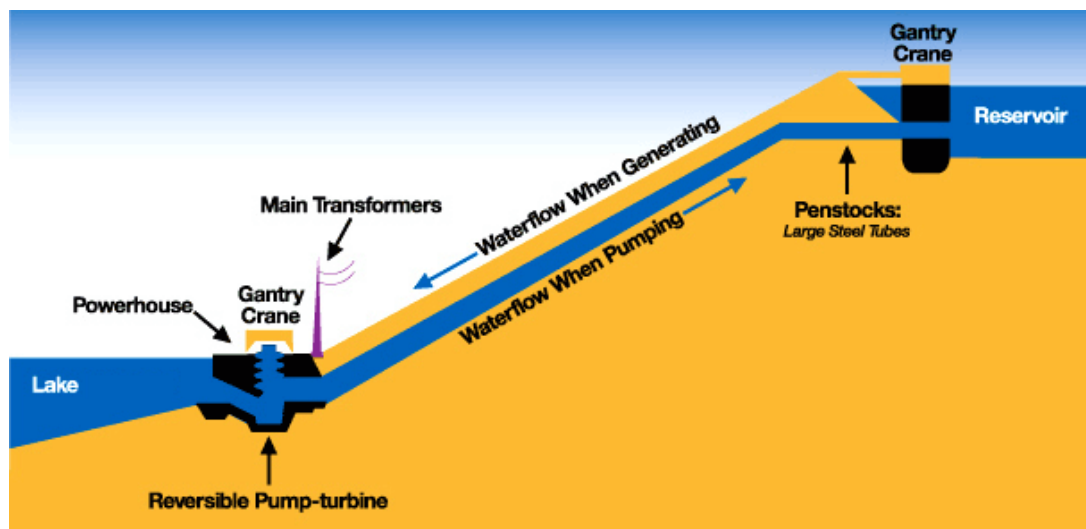 Gantry
Crane
Reservoir
Waterflow When Generating
Main Transformers
Penstocks:
Large Steel Tubes
Waterflow When Pumping
Powerhouse
Gantry
Crane
Lake
Reversible Pump-turbine